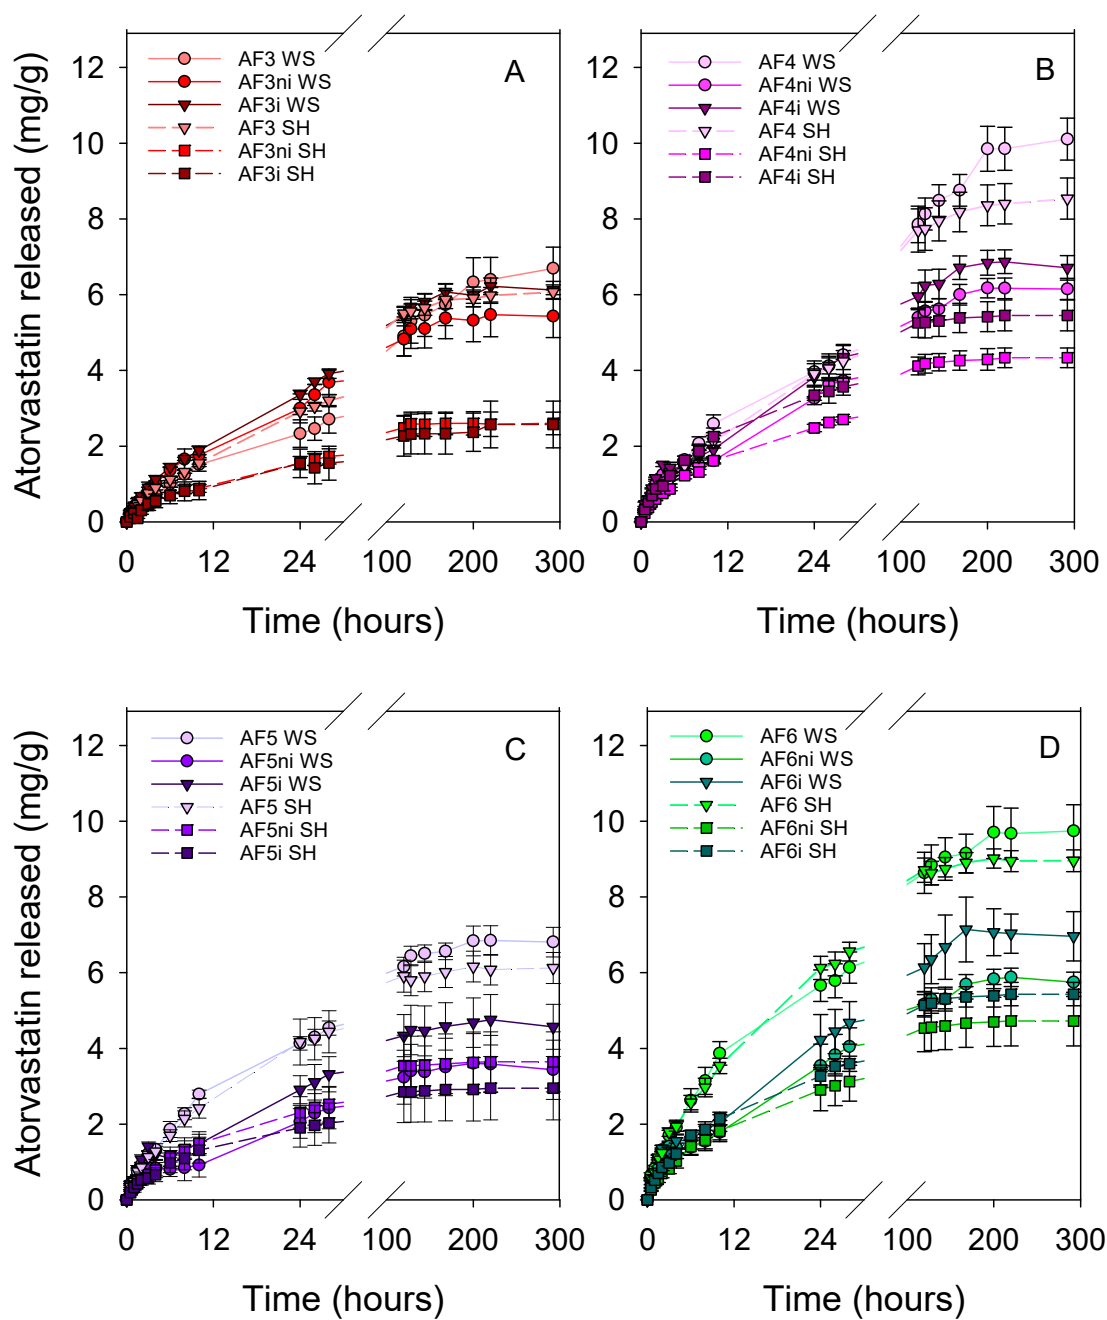 A
AF3 WS
AF3ni WS
AF3i WS
AF3 SH
AF3ni SH
AF3i SH
Atorvastatin released (mg/g)
12
10
8
6
4
2
0
0 12 24 100 200 300
Time (hours)
B
AF4 WS
AF4ni WS
AF4i WS
AF4 SH
AF4ni SH
AF4i SH
12
10
8
6
4
2
0
0 12 24 100 200 300
Time (hours)
C
AF5 WS
AF5ni WS
AF5i WS
AF5 SH
AF5ni SH
AF5i SH
Atorvastatin released (mg/g)
12
10
8
6
4
2
0
0 12 24 100 200 300
Time (hours)
D
AF6 WS
AF6ni WS
AF6i WS
AF6 SH
AF6ni SH
AF6i SH
12
10
8
6
4
2
0
0 12 24 100 200 300
Time (hours)